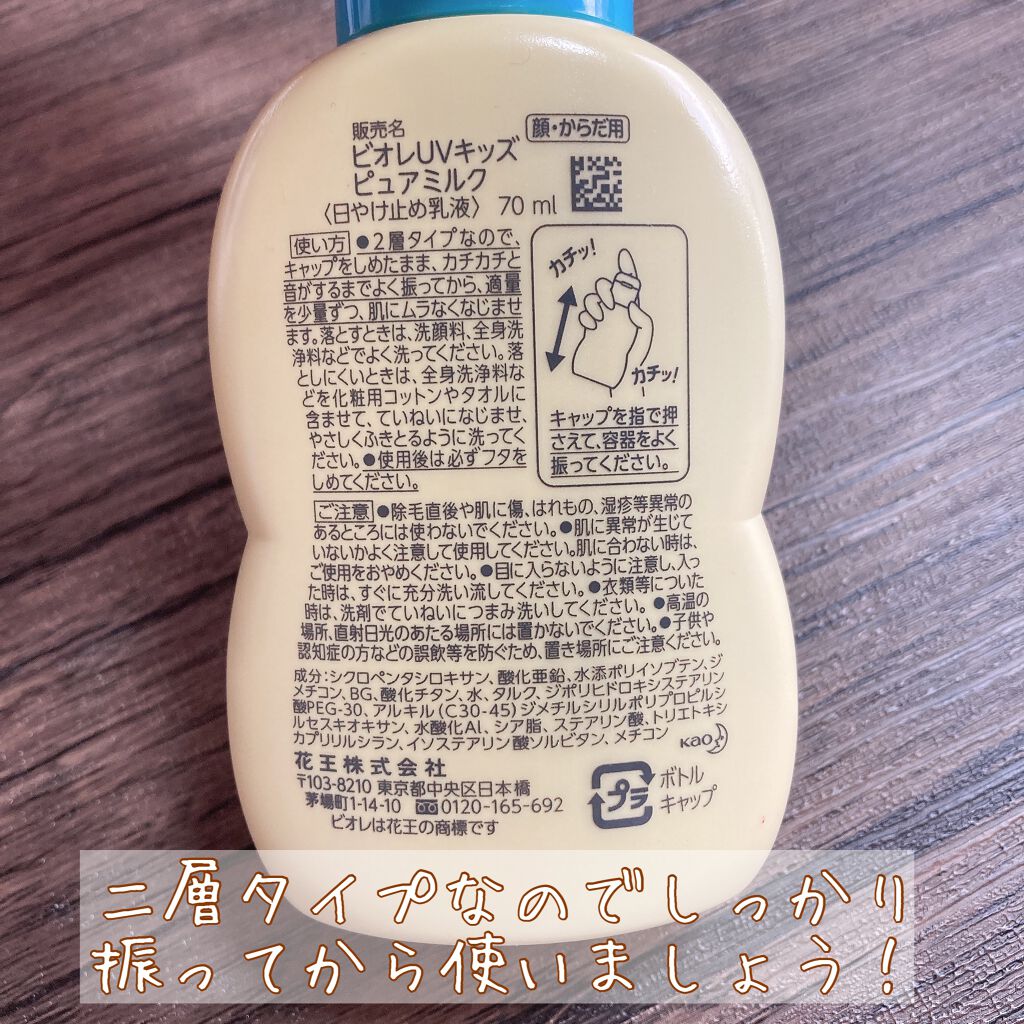 販売名
ビオレUVキッズ
ピュアミルク
〈日やけ止め乳液〉 70 ml
顔・からだ用
使い方 ●2層タイプなので、
キャップをしめたまま、カチカチと
音がするまでよく振ってから、適量
を少量ずつ、肌にムラなくなじませ
ます。落とすときは、洗顔料、全身洗
浄料などでよく洗ってください。落
としにくいときは、全身洗浄料な
どを化粧用コットンやタオルに
含ませて、ていねいになじませ、
やさしくふきとるように洗ってく
ださい。●使用後は必ずフタを
しめてください。
カチッ!
カチッ!
キャップを指で押
さえて、容器をよく
振ってください。
ご注意 ●除毛直後や肌に傷、はれもの、湿疹等異常の
あるところには使わないでください。●肌に異常が生じて
いないかよく注意して使用してください。肌に合わない時は、
ご使用をおやめください。●目に入らないように注意し、入っ
た時は、すぐに充分洗い流してください。●衣類等についた
時は、洗剤でていねいにつまみ洗いしてください。●高温の
場所、直射日光のあたる場所には置かないでください。●子供や
認知症の方などの誤飲等を防ぐため、置き場所にご注意ください。
成分:シクロペンタシロキサン、酸化亜鉛、水添ポリイソブテン、ジ
メチコン、BG、酸化チタン、水、タルク、ジポリヒドロキシステアリン
酸PEG-30、アルキル(C30-45)ジメチルシリルポリプロピルシ
ルセスキオキサン、水酸化Al、シア脂、ステアリン酸、トリエトキシ
カプリリルシラン、イソステアリン酸ソルビタン、メチコン
Kao
花王株式会社
〒103-8210 東京都中央区日本橋
茅場町1-14-10 0120-165-692
ビオレは花王の商標です
プラ
ボトル
キャップ
二層タイプなのでしっかり
振ってから使いましょう!